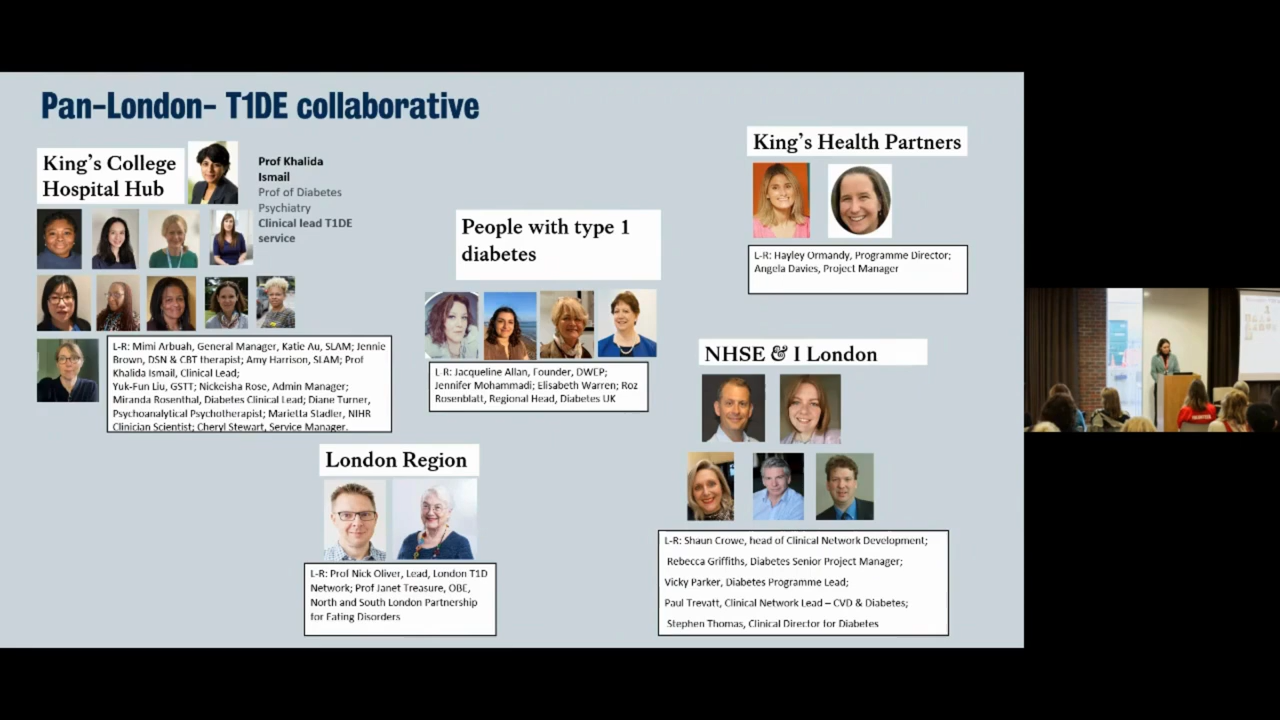 Pan-London- T1DE collaborative
King's College
Hospital Hub
Prof Khalida
Ismail
Prof of Diabetes
Psychiatry
Clinical lead T1DE
service
L-R: Mimi Arbuah, General Manager, Katie Au, SLAM; Jennie
Brown, DSN & CBT therapist; Amy Harrison, SLAM; Prof
Khalida Ismail, Clinical Lead;
Yuk-Fun Liu, GSTT; Nickeisha Rose, Admin Manager;
Miranda Rosenthal, Diabetes Clinical Lead; Diane Turner,
Psychoanalytical Psychotherapist; Marietta Stadler, NIHR
Clinician Scientist; Cheryl Stewart, Service Manager.
People with type 1
diabetes
L-R: Jacqueline Allan, Founder, DWEP;
Jennifer Mohammadi; Elisabeth Warren; Roz
Rosenblatt, Regional Head, Diabetes UK
King's Health Partners
L-R: Hayley Ormandy, Programme Director;
Angela Davies, Project Manager
NHSE & I London
L-R: Shaun Crowe, head of Clinical Network Development;
Rebecca Griffiths, Diabetes Senior Project Manager;
Vicky Parker, Diabetes Programme Lead;
Paul Trevatt, Clinical Network Lead – CVD & Diabetes;
Stephen Thomas, Clinical Director for Diabetes
London Region
L-R: Prof Nick Oliver, Lead, London T1D
Network; Prof Janet Treasure, OBE,
North and South London Partnership
for Eating Disorders
VOLUNTEER